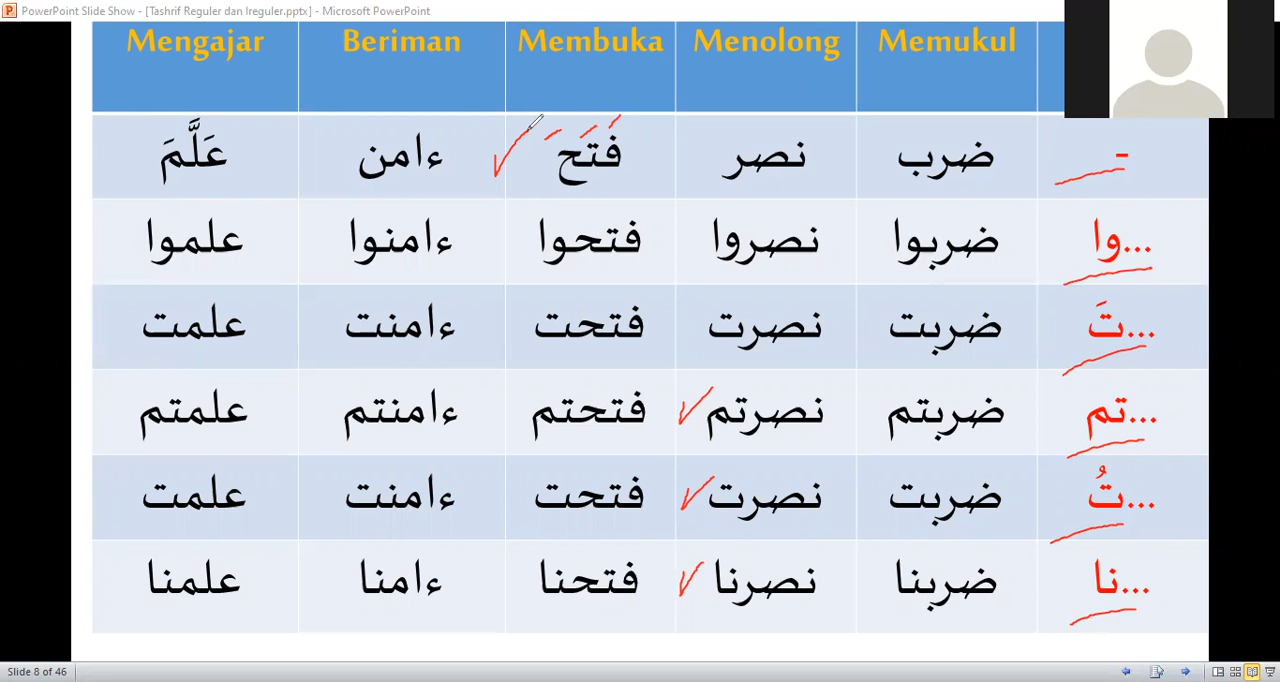 PowerPoint Slide Show - [Tashrif Reguler dan Ireguler.pptx] - Microsoft PowerPoint
Mengajar Beriman Membuka Menolong Memukul
- ضرب نصر فَتَحَ ءامن عَلَّمَ
...وا ضربوا نصروا فتحوا ءامنوا علموا
...تَ ضربت نصرت فتحت ءامنت علمت
...تم ضربتم نصرتم فتحتم ءامنتم علمتم
...تُ ضربت نصرت فتحت ءامنت علمت
...نا ضربنا نصرنا فتحنا ءامنا علمنا
Slide 8 of 46